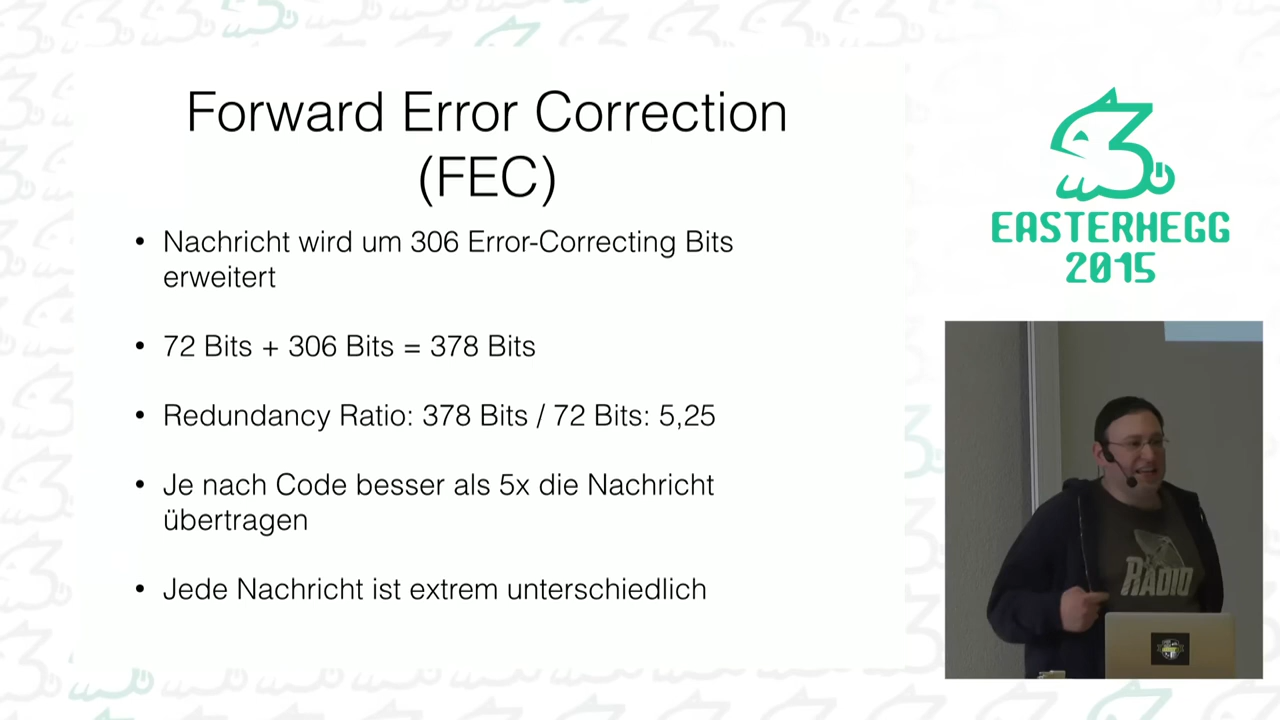 Forward Error Correction
(FEC)
• Nachricht wird um 306 Error-Correcting Bits
erweitert
• 72 Bits + 306 Bits = 378 Bits
• Redundancy Ratio: 378 Bits / 72 Bits: 5,25
• Je nach Code besser als 5x die Nachricht
übertragen
• Jede Nachricht ist extrem unterschiedlich
EASTERHEGG
2015
RADIO